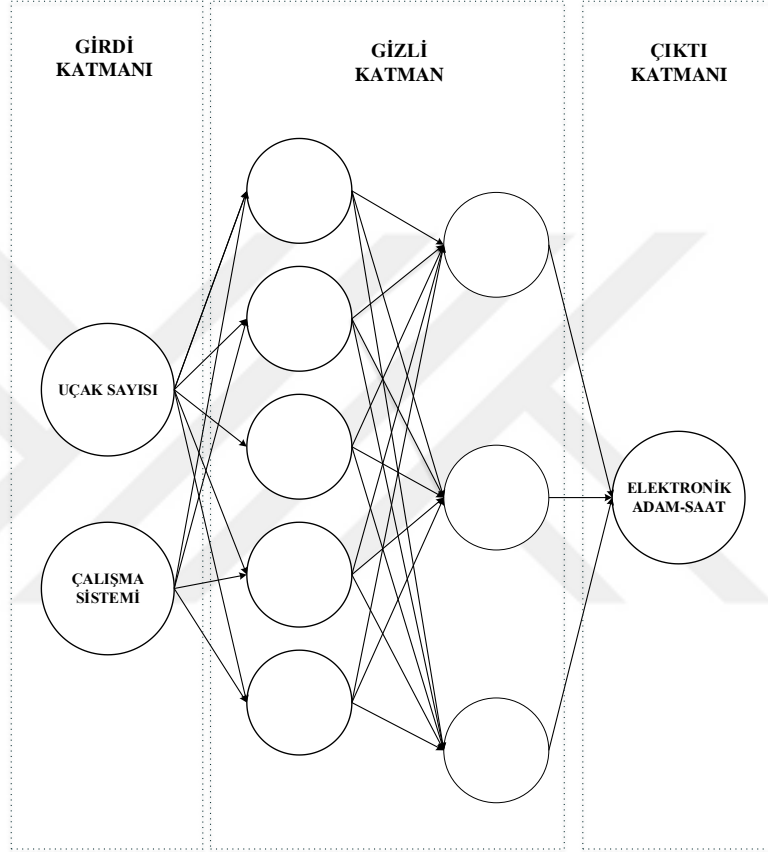 GİRDİ
KATMANI
GİZLİ
KATMAN
ÇIKTI
KATMANI
UÇAK SAYISI
ÇALIŞMA
SİSTEMİ
ELEKTRONİK
ADAM-SAAT